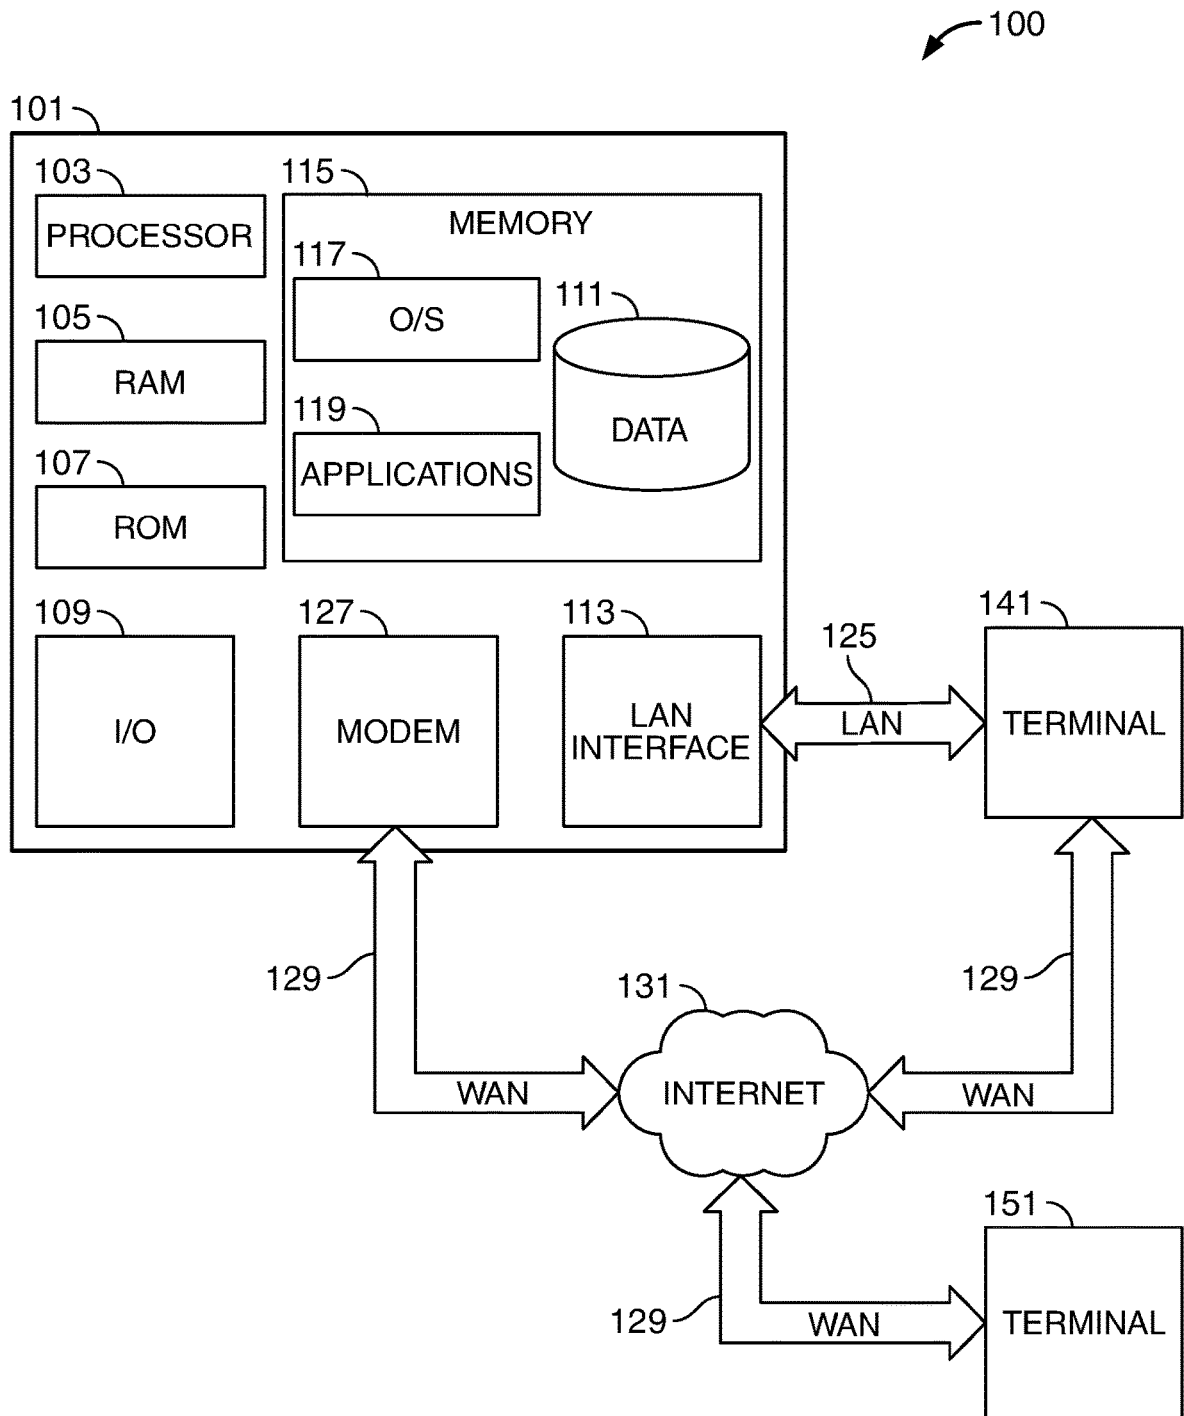 100
101
103
PROCESSOR
105
RAM
107
ROM
115
MEMORY
117
O/S
111
DATA
119
APPLICATIONS
109
I/O
127
MODEM
113
LAN
INTERFACE
125
LAN
141
TERMINAL
129
WAN
131
INTERNET
129
WAN
129
WAN
151
TERMINAL